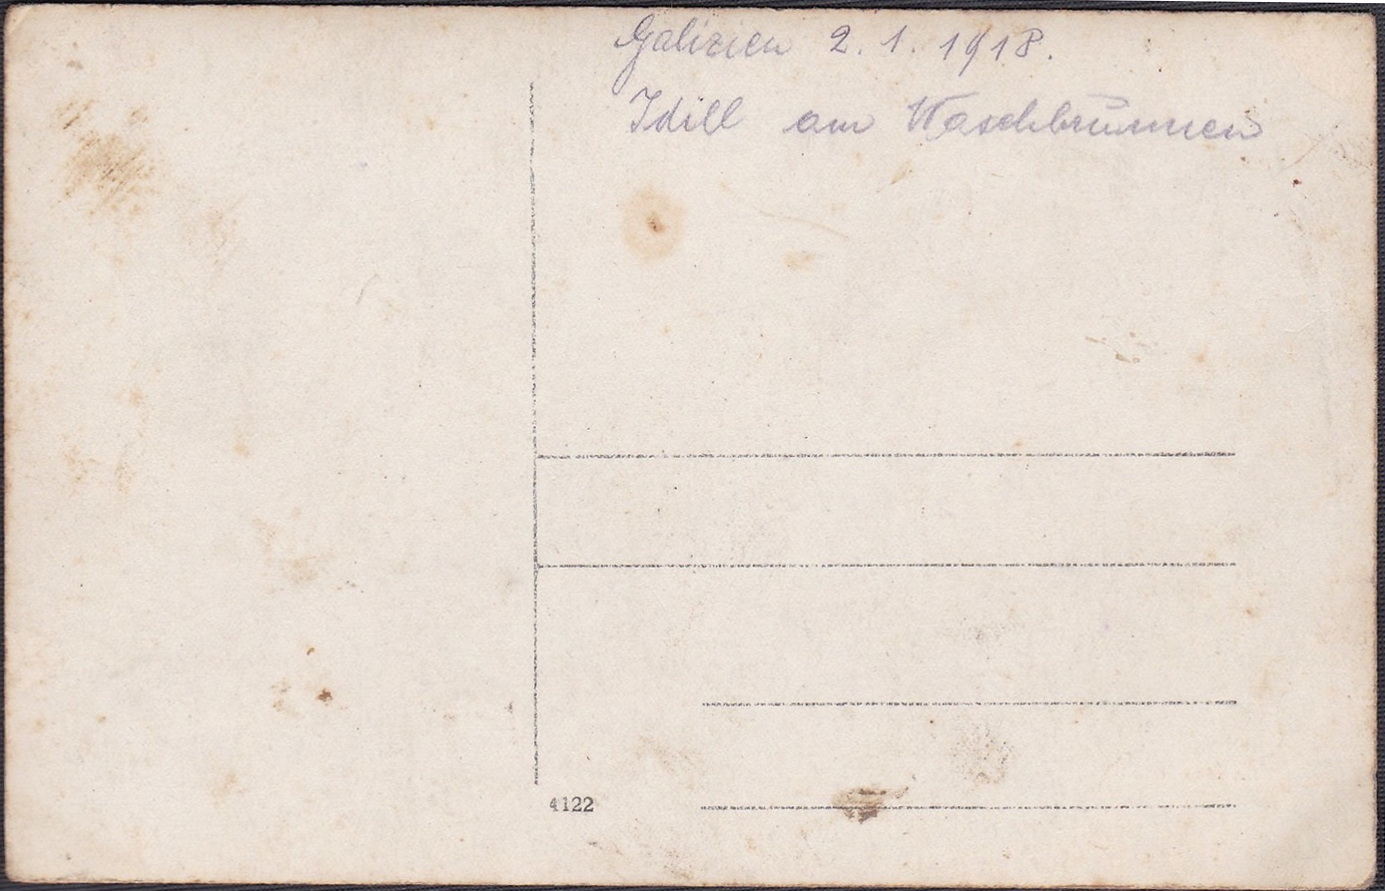 Galizien 2. 1. 1918.
Idill am Waschbrunnen
4122